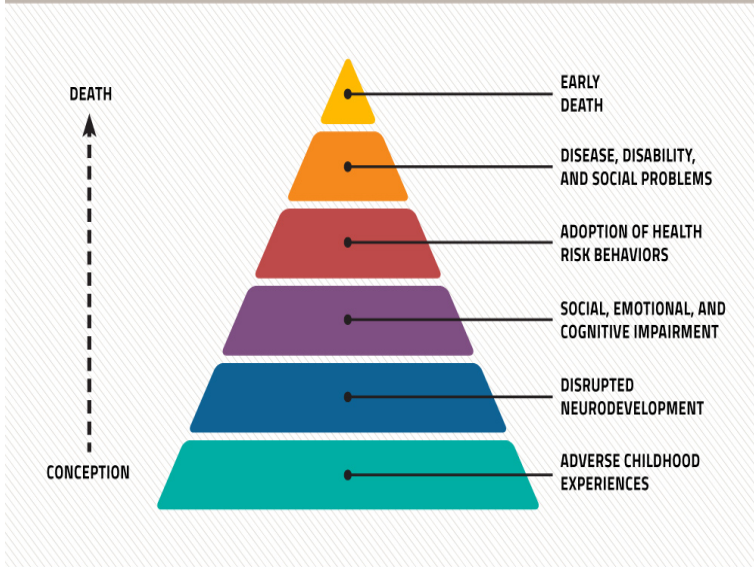 DEATH
EARLY
DEATH
DISEASE, DISABILITY,
AND SOCIAL PROBLEMS
ADOPTION OF HEALTH
RISK BEHAVIORS
SOCIAL, EMOTIONAL, AND
COGNITIVE IMPAIRMENT
DISRUPTED
NEURODEVELOPMENT
CONCEPTION
ADVERSE CHILDHOOD
EXPERIENCES